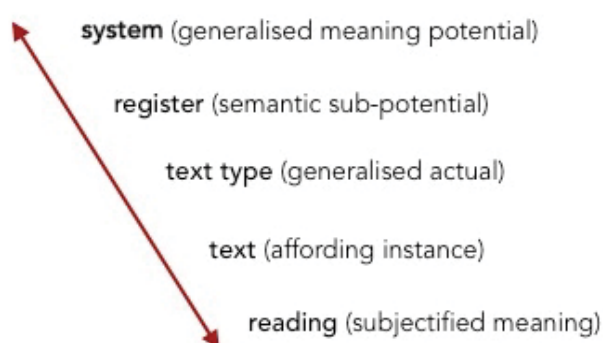 system (generalised meaning potential)
register (semantic sub-potential)
text type (generalised actual)
text (affording instance)
reading (subjectified meaning)